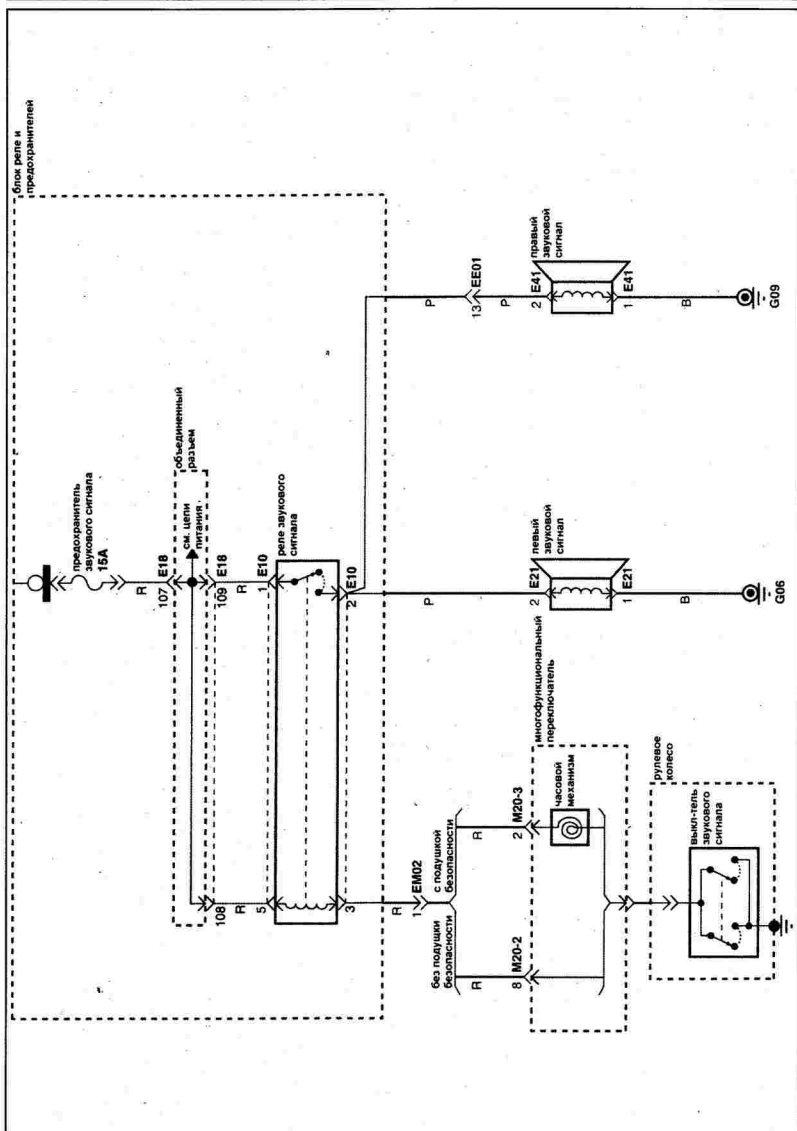 блок реле и
предохранителей
предохранитель
звукового сигнала
15A
R
107 E18
объединенный
разъем
см. цепи
питания
108
109 E18
R
R
5
1 E10
реле звукового
сигнала
3
2 E10
R
1 EM02
P
P
13 EE01
P
без подушки
безопасности
с подушкой
безопасности
R
R
8 M20-2
2 M20-3
многофункциональный
переключатель
часовой
механизм
рулевое
колесо
выкл-тель
звукового
сигнала
2 E21
левый
звуковой
сигнал
1 E21
B
G06
2 E41
правый
звуковой
сигнал
1 E41
B
G09